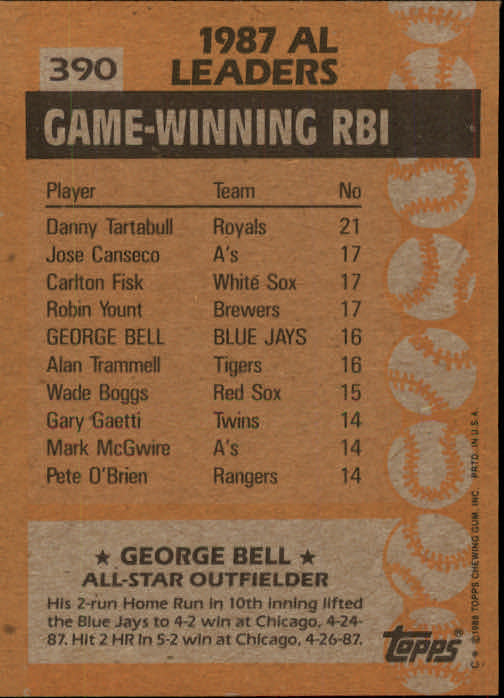 390
1987 AL
LEADERS
GAME-WINNING RBI
Player Team No
Danny Tartabull Royals 21
Jose Canseco A's 17
Carlton Fisk White Sox 17
Robin Yount Brewers 17
GEORGE BELL BLUE JAYS 16
Alan Trammell Tigers 16
Wade Boggs Red Sox 15
Gary Gaetti Twins 14
Mark McGwire A's 14
Pete O'Brien Rangers 14
★ GEORGE BELL ★
ALL-STAR OUTFIELDER
His 2-run Home Run in 10th inning lifted
the Blue Jays to 4-2 win at Chicago, 4-24-
87. Hit 2 HR In 5-2 win at Chicago, 4-26-87.
Topps®
C * © 1988 TOPPS CHEWING GUM, INC. PRTD. IN U.S.A.